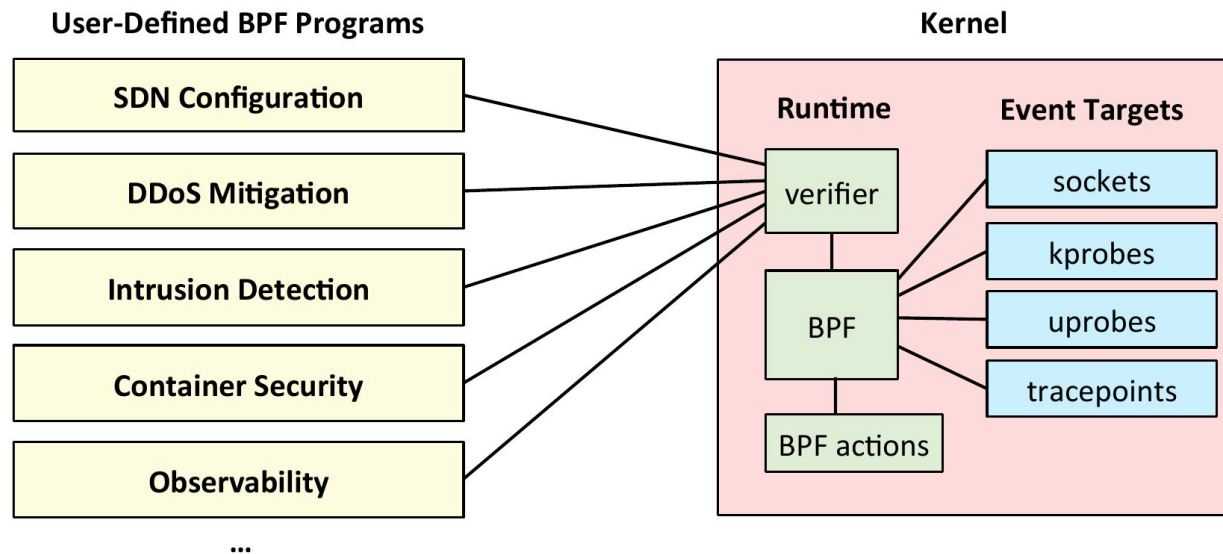 User-Defined BPF Programs
SDN Configuration
DDoS Mitigation
Intrusion Detection
Container Security
Observability
...
Kernel
Runtime
verifier
BPF
BPF actions
Event Targets
sockets
kprobes
uprobes
tracepoints